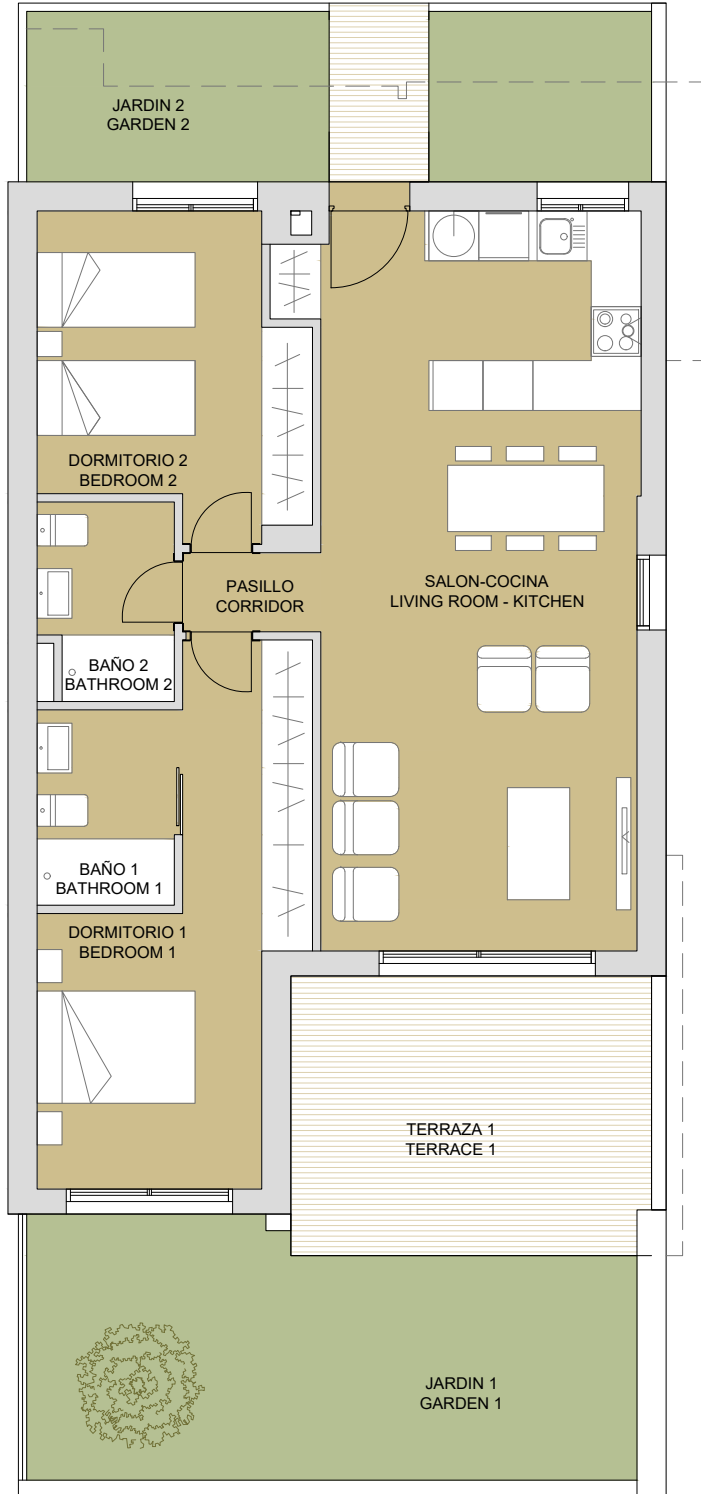 JARDIN 2
GARDEN 2
DORMITORIO 2
BEDROOM 2
PASILLO
CORRIDOR
SALON-COCINA
LIVING ROOM - KITCHEN
BAÑO 2
BATHROOM 2
BAÑO 1
BATHROOM 1
DORMITORIO 1
BEDROOM 1
TERRAZA 1
TERRACE 1
JARDIN 1
GARDEN 1